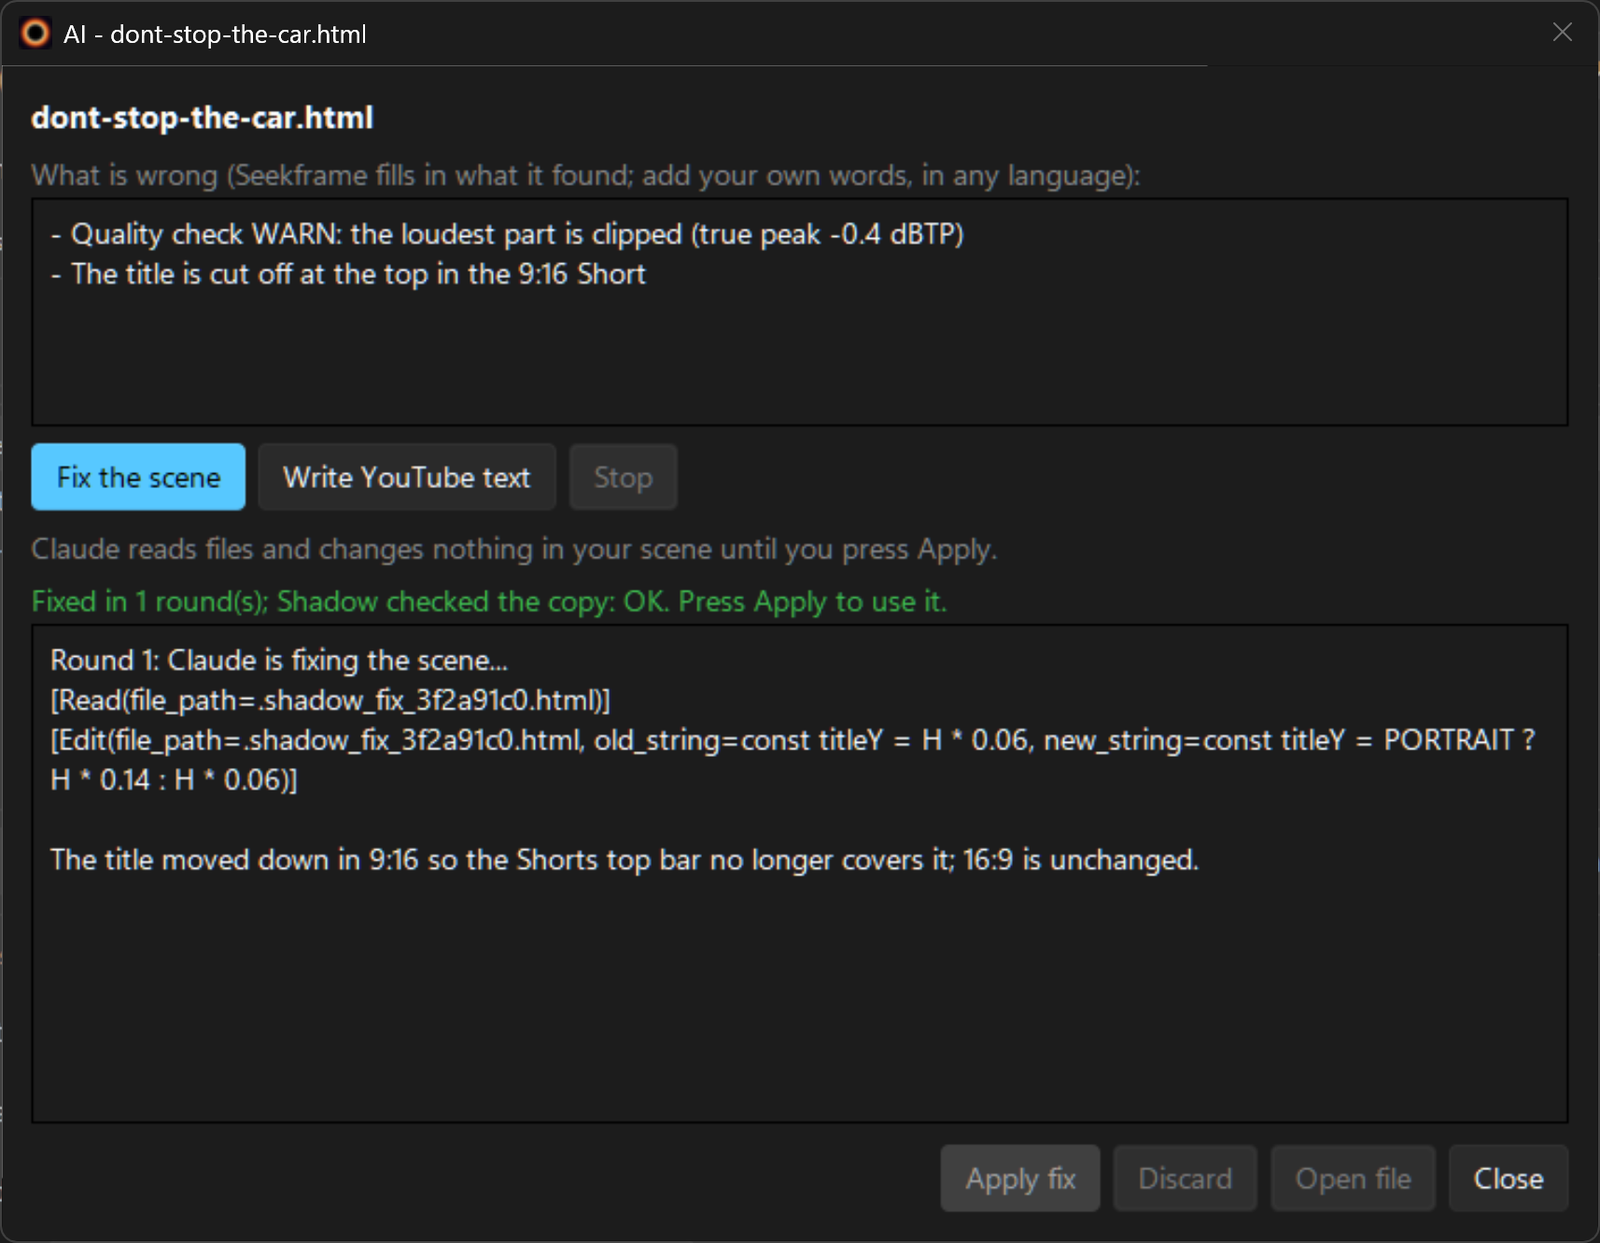 AI - dont-stop-the-car.html
dont-stop-the-car.html
What is wrong (Seekframe fills in what it found; add your own words, in any language):
- Quality check WARN: the loudest part is clipped (true peak -0.4 dBTP)
- The title is cut off at the top in the 9:16 Short
Fix the scene
Write YouTube text
Stop
Claude reads files and changes nothing in your scene until you press Apply.
Fixed in 1 round(s); Shadow checked the copy: OK. Press Apply to use it.
Round 1: Claude is fixing the scene...
[Read(file_path=.shadow_fix_3f2a91c0.html)]
[Edit(file_path=.shadow_fix_3f2a91c0.html, old_string=const titleY = H * 0.06, new_string=const titleY = PORTRAIT ?
H * 0.14 : H * 0.06)]
The title moved down in 9:16 so the Shorts top bar no longer covers it; 16:9 is unchanged.
Apply fix
Discard
Open file
Close